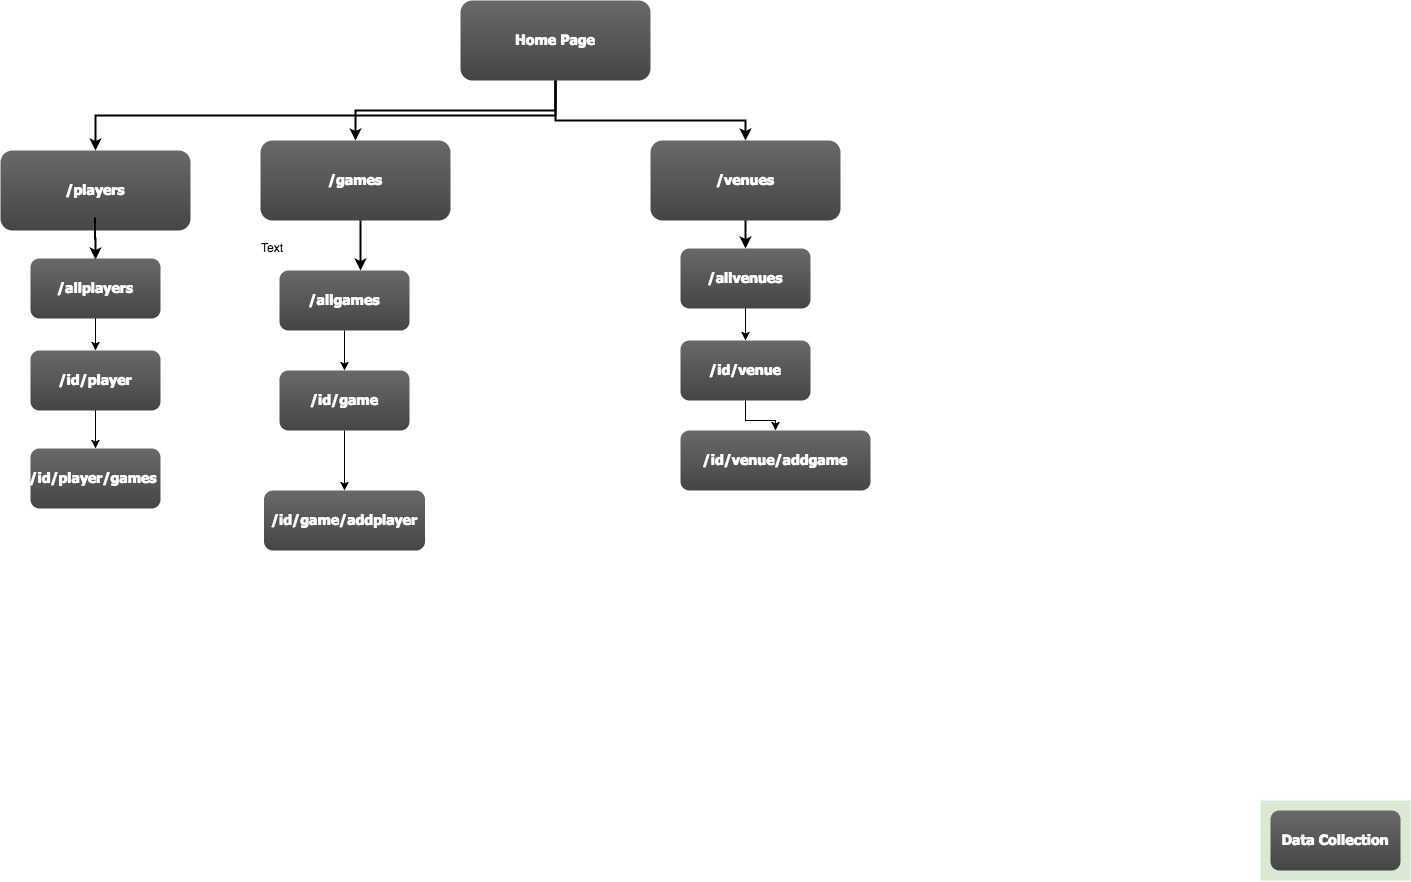 Home Page
/players
/games
/venues
Text
/allplayers
/allgames
/allvenues
/id/player
/id/game
/id/venue
/id/player/games
/id/game/addplayer
/id/venue/addgame
Data Collection